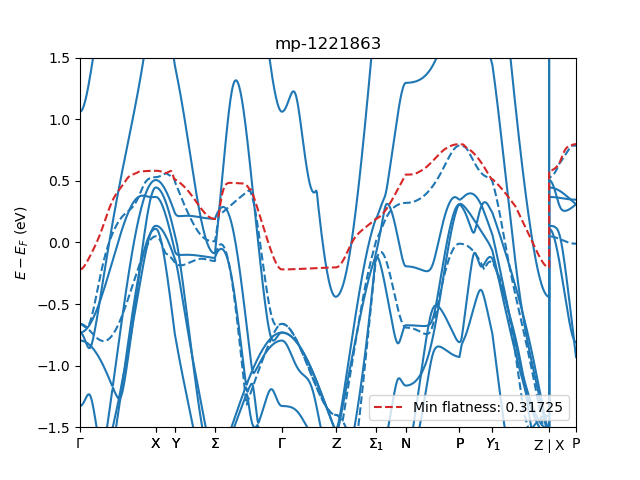 mp-1221863
E − E_F (eV)
1.5
1.0
0.5
0.0
−0.5
−1.0
−1.5
Min flatness: 0.31725
Γ X Y Σ Γ Z Σ₁ N P Y₁ Z | X P